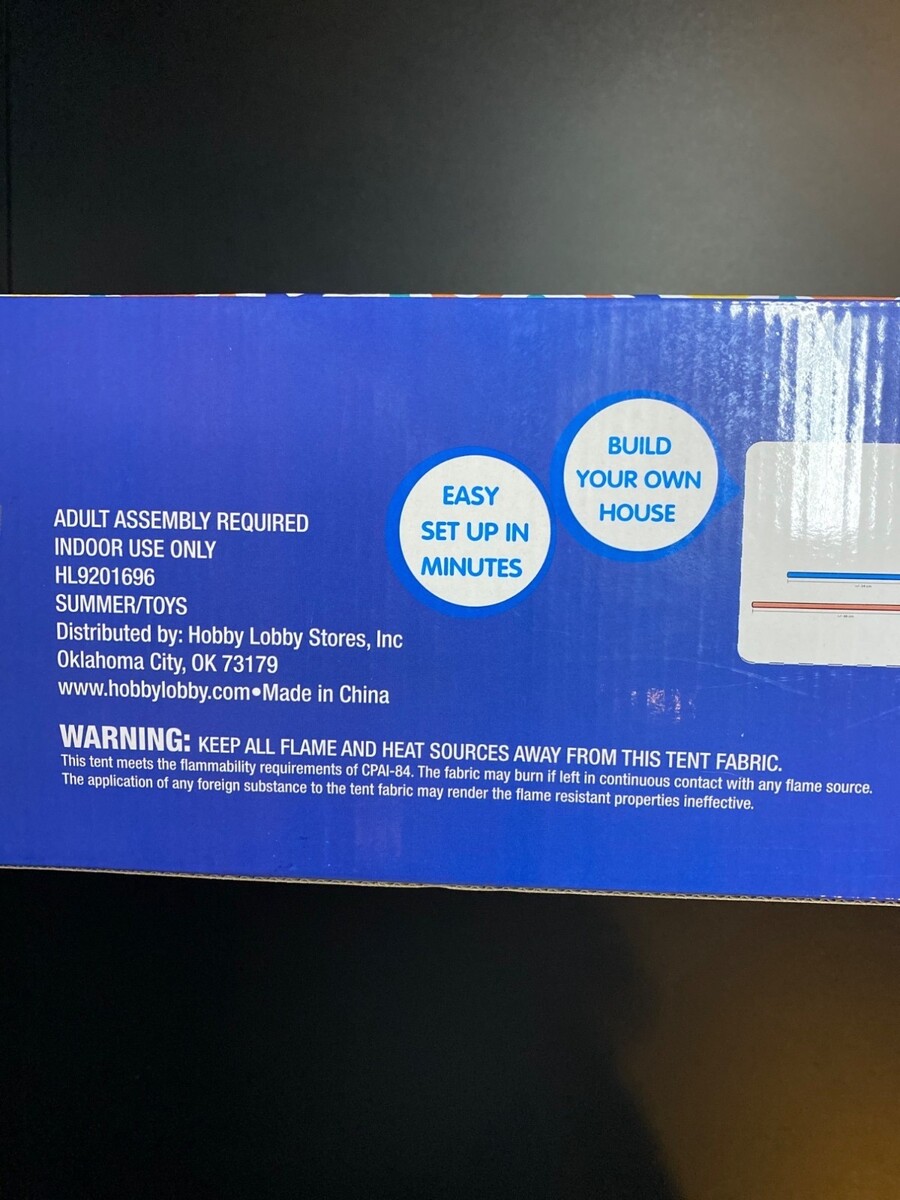 BUILD
YOUR OWN
HOUSE
EASY
SET UP IN
MINUTES
ADULT ASSEMBLY REQUIRED
INDOOR USE ONLY
HL9201696
SUMMER/TOYS
Distributed by: Hobby Lobby Stores, Inc
Oklahoma City, OK 73179
www.hobbylobby.com•Made in China
WARNING: KEEP ALL FLAME AND HEAT SOURCES AWAY FROM THIS TENT FABRIC.
This tent meets the flammability requirements of CPAI-84. The fabric may burn if left in continuous contact with any flame source.
The application of any foreign substance to the tent fabric may render the flame resistant properties ineffective.